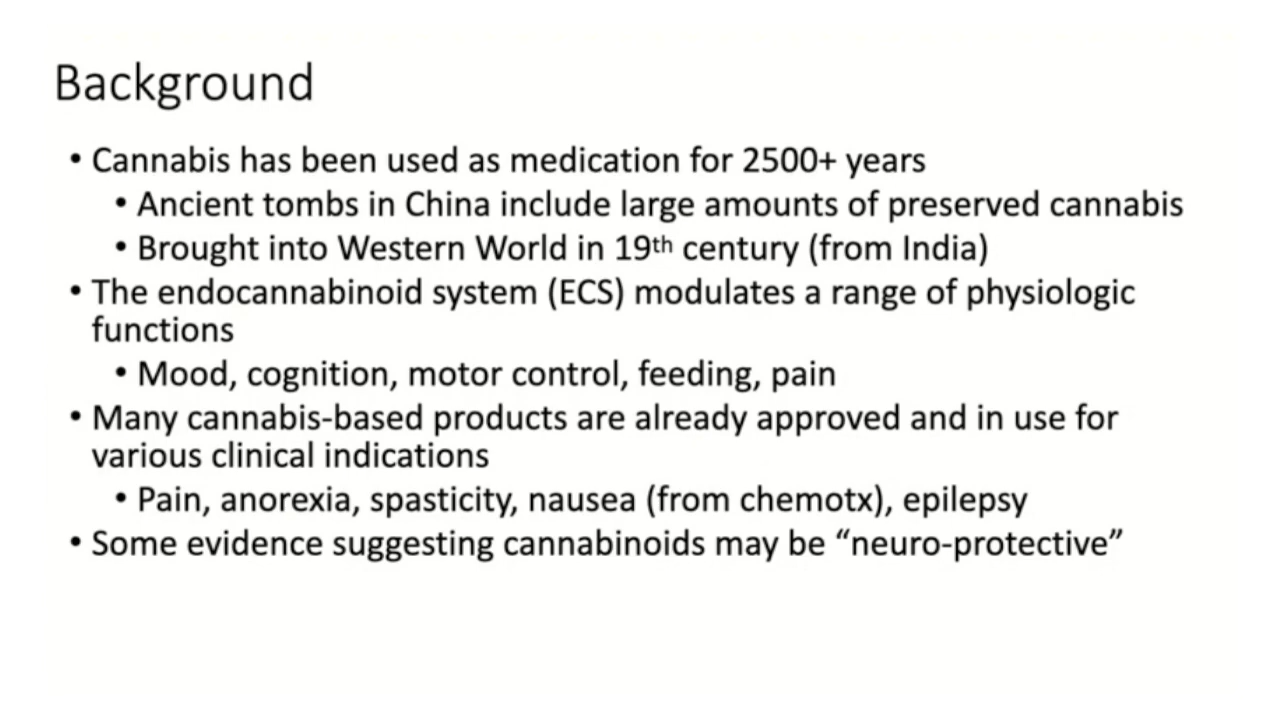 Background
• Cannabis has been used as medication for 2500+ years
• Ancient tombs in China include large amounts of preserved cannabis
• Brought into Western World in 19th century (from India)
• The endocannabinoid system (ECS) modulates a range of physiologic
functions
• Mood, cognition, motor control, feeding, pain
• Many cannabis-based products are already approved and in use for
various clinical indications
• Pain, anorexia, spasticity, nausea (from chemotx), epilepsy
• Some evidence suggesting cannabinoids may be “neuro-protective”